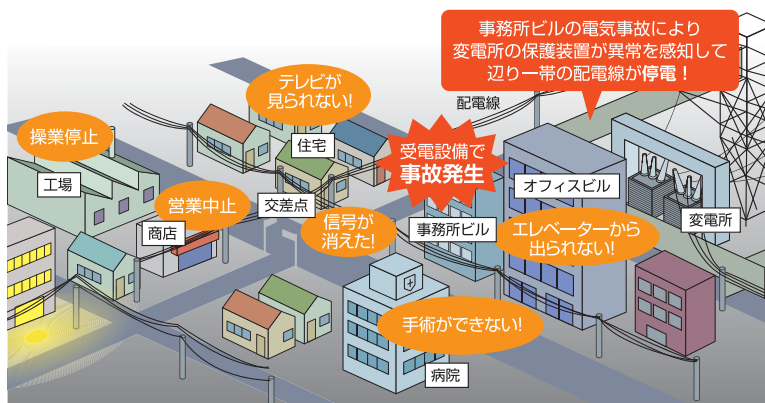 事務所ビルの電気事故により
変電所の保護装置が異常を感知して
辺り一帯の配電線が停電！
テレビが
見られない!
配電線
操業停止
住宅
受電設備で
事故発生
工場
オフィスビル
営業中止
交差点
信号が
消えた!
商店
事務所ビル
エレベーターから
出られない!
変電所
手術ができない!
病院